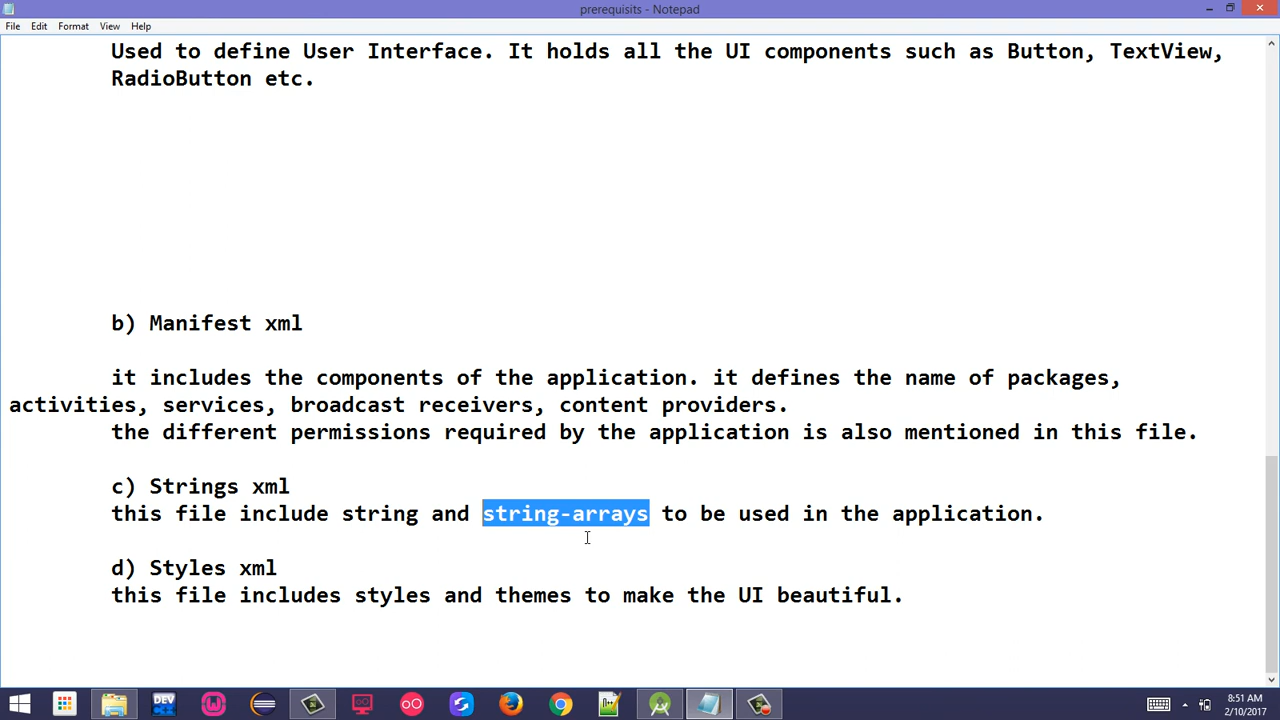 prerequisits - Notepad
File Edit Format View Help
Used to define User Interface. It holds all the UI components such as Button, TextView,
RadioButton etc.
b) Manifest xml
it includes the components of the application. it defines the name of packages,
activities, services, broadcast receivers, content providers.
the different permissions required by the application is also mentioned in this file.
c) Strings xml
this file include string and string-arrays to be used in the application.
d) Styles xml
this file includes styles and themes to make the UI beautiful.
DEV
8:51 AM
2/10/2017